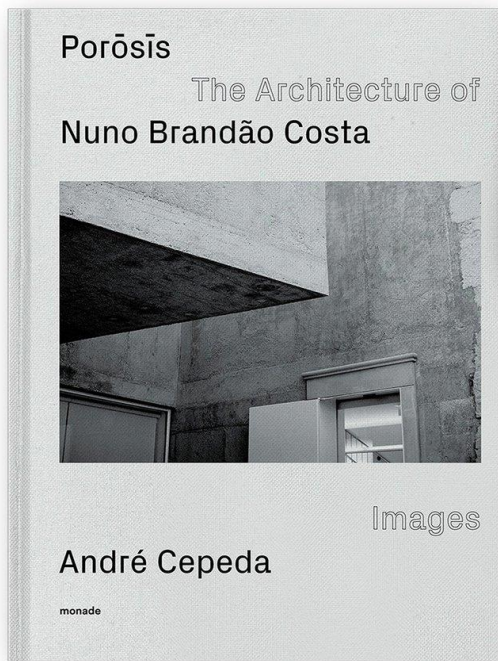 Porōsīs
The Architecture of
Nuno Brandão Costa
Images
André Cepeda
monade